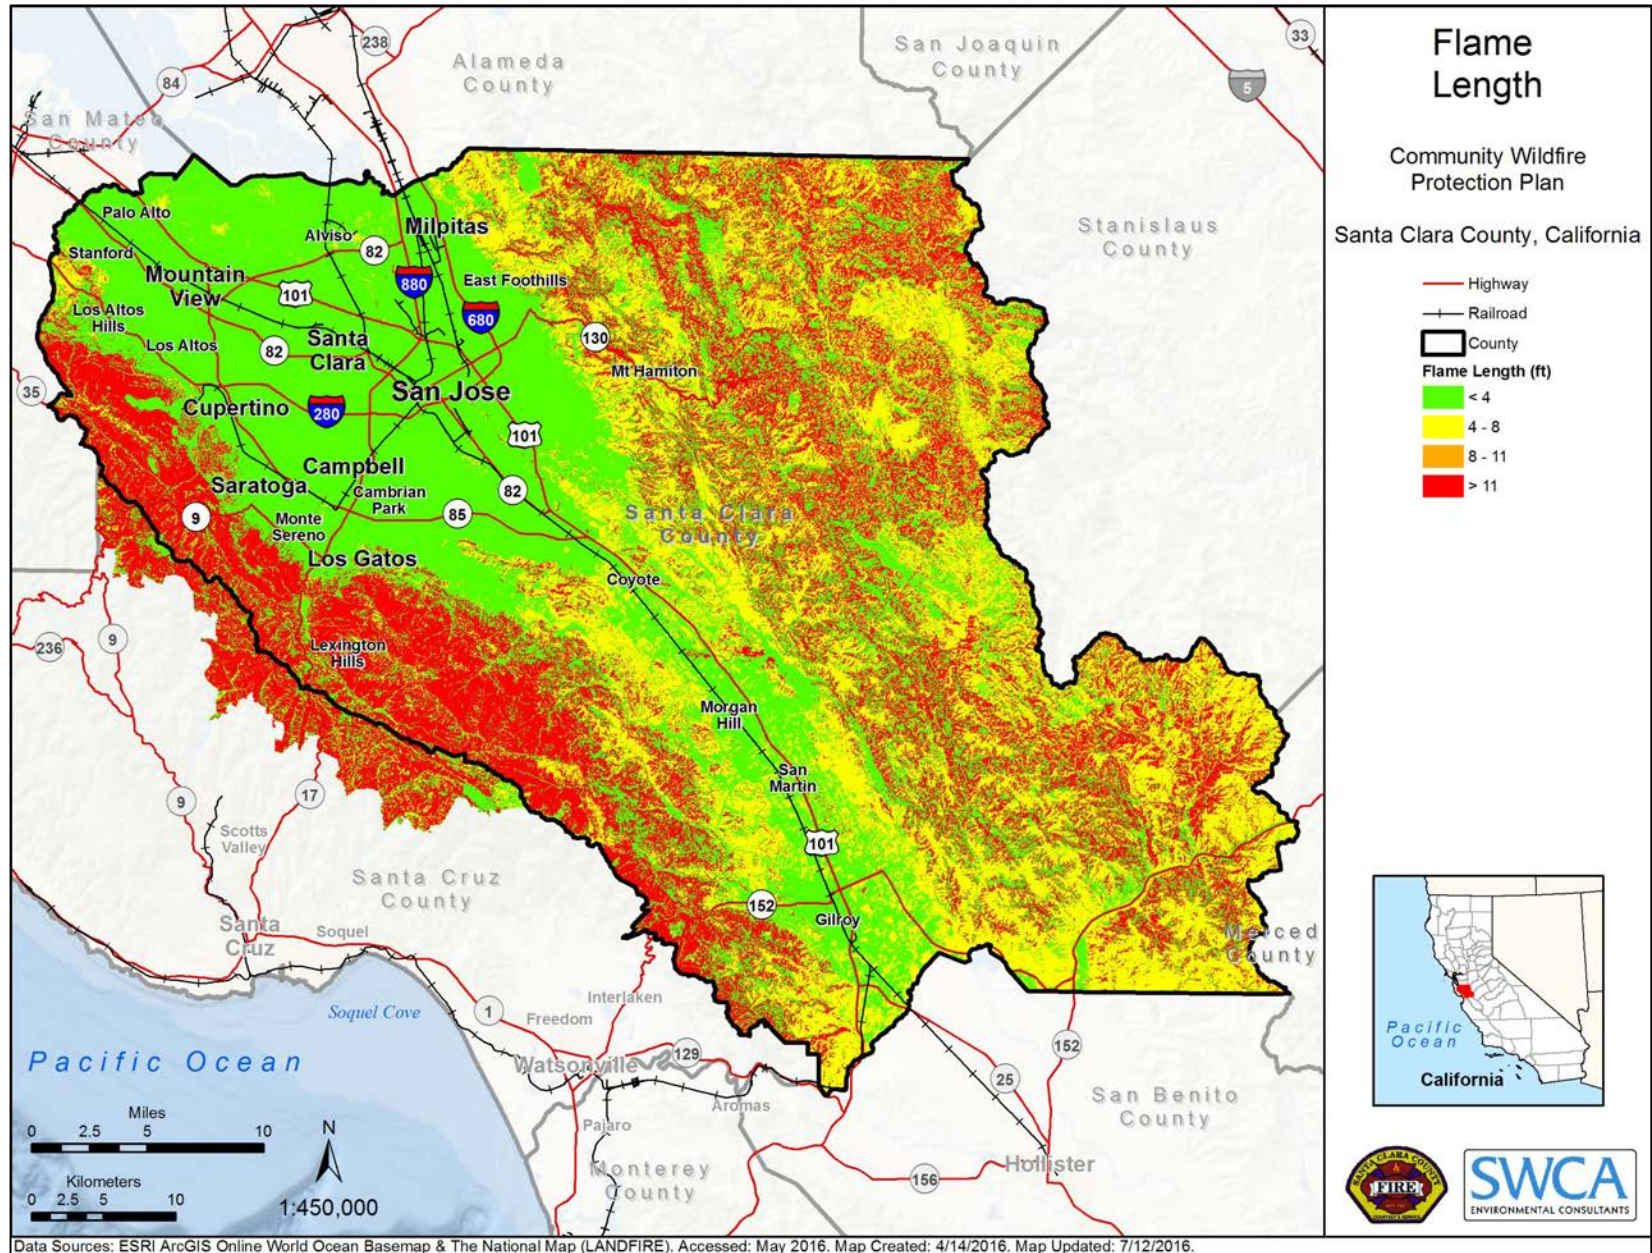 Flame
Length
Community Wildfire
Protection Plan
Santa Clara County, California
Highway
Railroad
County
Flame Length (ft)
< 4
4 - 8
8 - 11
> 11
33
238
84
5
Alameda
County
San Joaquin
County
San Mateo
County
Stanislaus
County
Palo Alto
Stanford
Alviso
82
Milpitas
Mountain
View
101
880
East Foothills
680
Los Altos
Hills
Los Altos
82
Santa
Clara
130
Mt Hamiton
35
San Jose
Cupertino
280
101
Campbell
Saratoga
Cambrian
Park
82
9
Monte
Sereno
85
Santa Clara
County
Los Gatos
Coyote
236
9
Lexington
Hills
Morgan
Hill
San
Martin
9
17
Scotts
Valley
101
Santa Cruz
County
152
Gilroy
Santa
Cruz
Soquel
Merced
County
Soquel Cove
1
Interlaken
Freedom
Watsonville
129
152
25
Pacific Ocean
Aromas
Pajaro
San Benito
County
Monterey
County
156
Hollister
Miles
0 2.5 5 10
Kilometers
0 2.5 5 10
N
1:450,000
Pacific
Ocean
California
SANTA CLARA COUNTY
FIRE
SWCA
ENVIRONMENTAL CONSULTANTS
Data Sources: ESRI ArcGIS Online World Ocean Basemap & The National Map (LANDFIRE). Accessed: May 2016. Map Created: 4/14/2016. Map Updated: 7/12/2016.